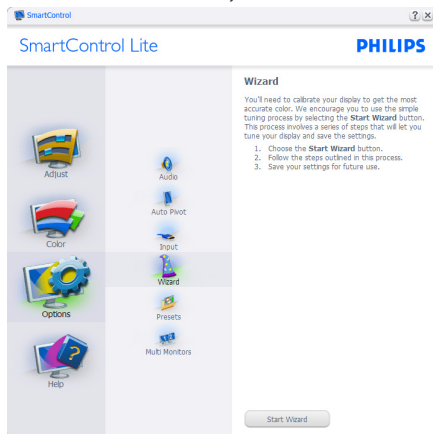 SmartControl
? X
SmartControl Lite
PHILIPS
Adjust
Color
Options
Help
Audio
Auto Pivot
Input
Wizard
Presets
1 2
Multi Monitors
Wizard
You'll need to calibrate your display to get the most
accurate color. We encourage you to use the simple
tuning process by selecting the Start Wizard button.
This process involves a series of steps that will let you
tune your display and save the settings.
1. Choose the Start Wizard button.
2. Follow the steps outlined in this process.
3. Save your settings for future use.
Start Wizard